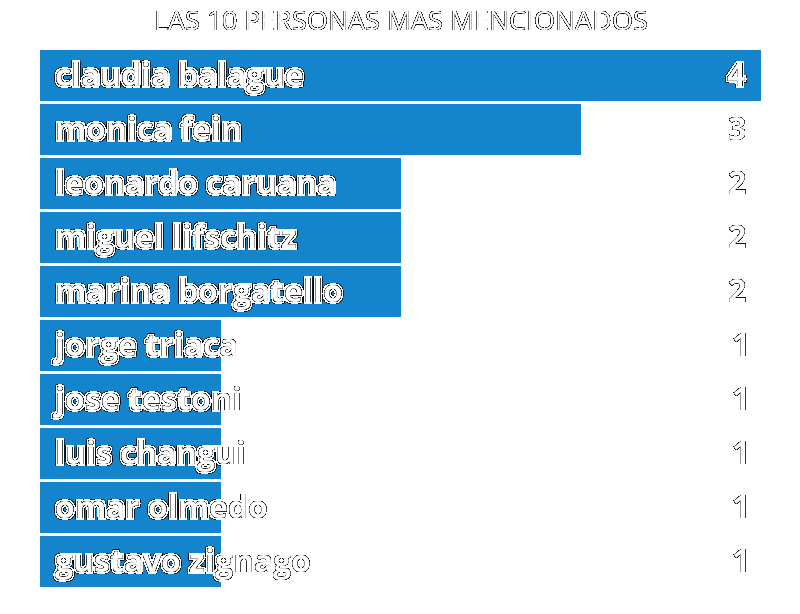 LAS 10 PERSONAS MAS MENCIONADOS
claudia balague 4
monica fein 3
leonardo caruana 2
miguel lifschitz 2
marina borgatello 2
jorge triaca 1
jose testoni 1
luis changui 1
omar olmedo 1
gustavo zignago 1